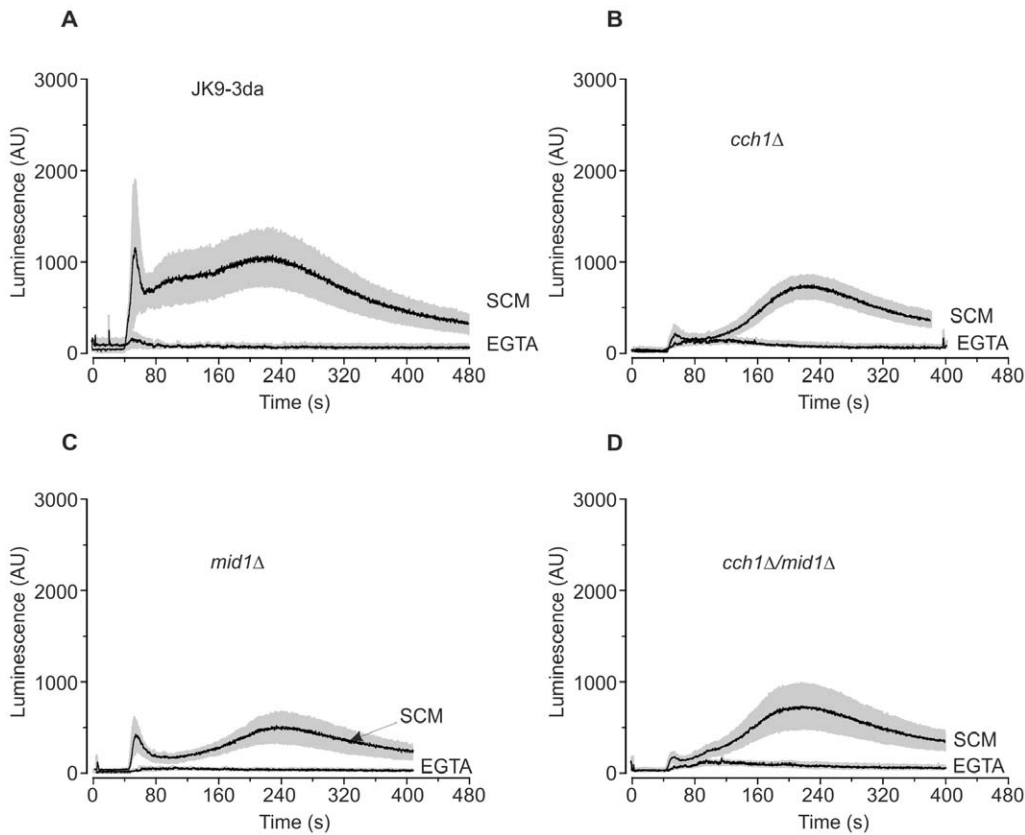 A
JK9-3da
3000
2000
1000
0
Luminescence (AU)
SCM
EGTA
0 80 160 240 320 400 480
Time (s)
B
cch1Δ
3000
2000
1000
0
Luminescence (AU)
SCM
EGTA
0 80 160 240 320 400 480
Time (s)
C
mid1Δ
3000
2000
1000
0
Luminescence (AU)
SCM
EGTA
0 80 160 240 320 400 480
Time (s)
D
cch1Δ/mid1Δ
3000
2000
1000
0
Luminescence (AU)
SCM
EGTA
0 80 160 240 320 400 480
Time (s)